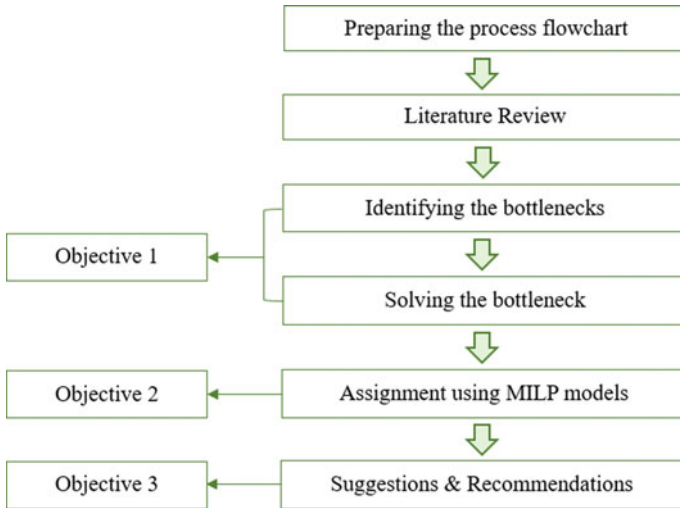 Preparing the process flowchart
Literature Review
Identifying the bottlenecks
Objective 1
Solving the bottleneck
Objective 2
Assignment using MILP models
Objective 3
Suggestions & Recommendations